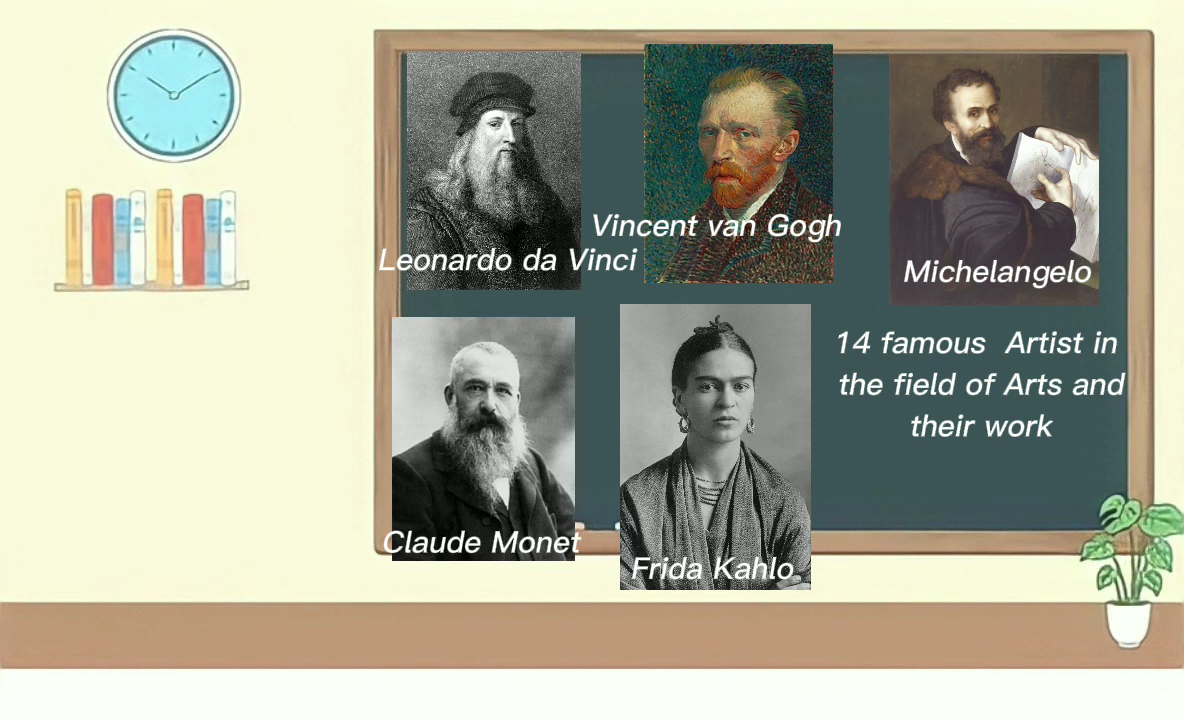 Leonardo da Vinci
Vincent van Gogh
Michelangelo
Claude Monet
Frida Kahlo
14 famous  Artist in
the field of Arts and
their work